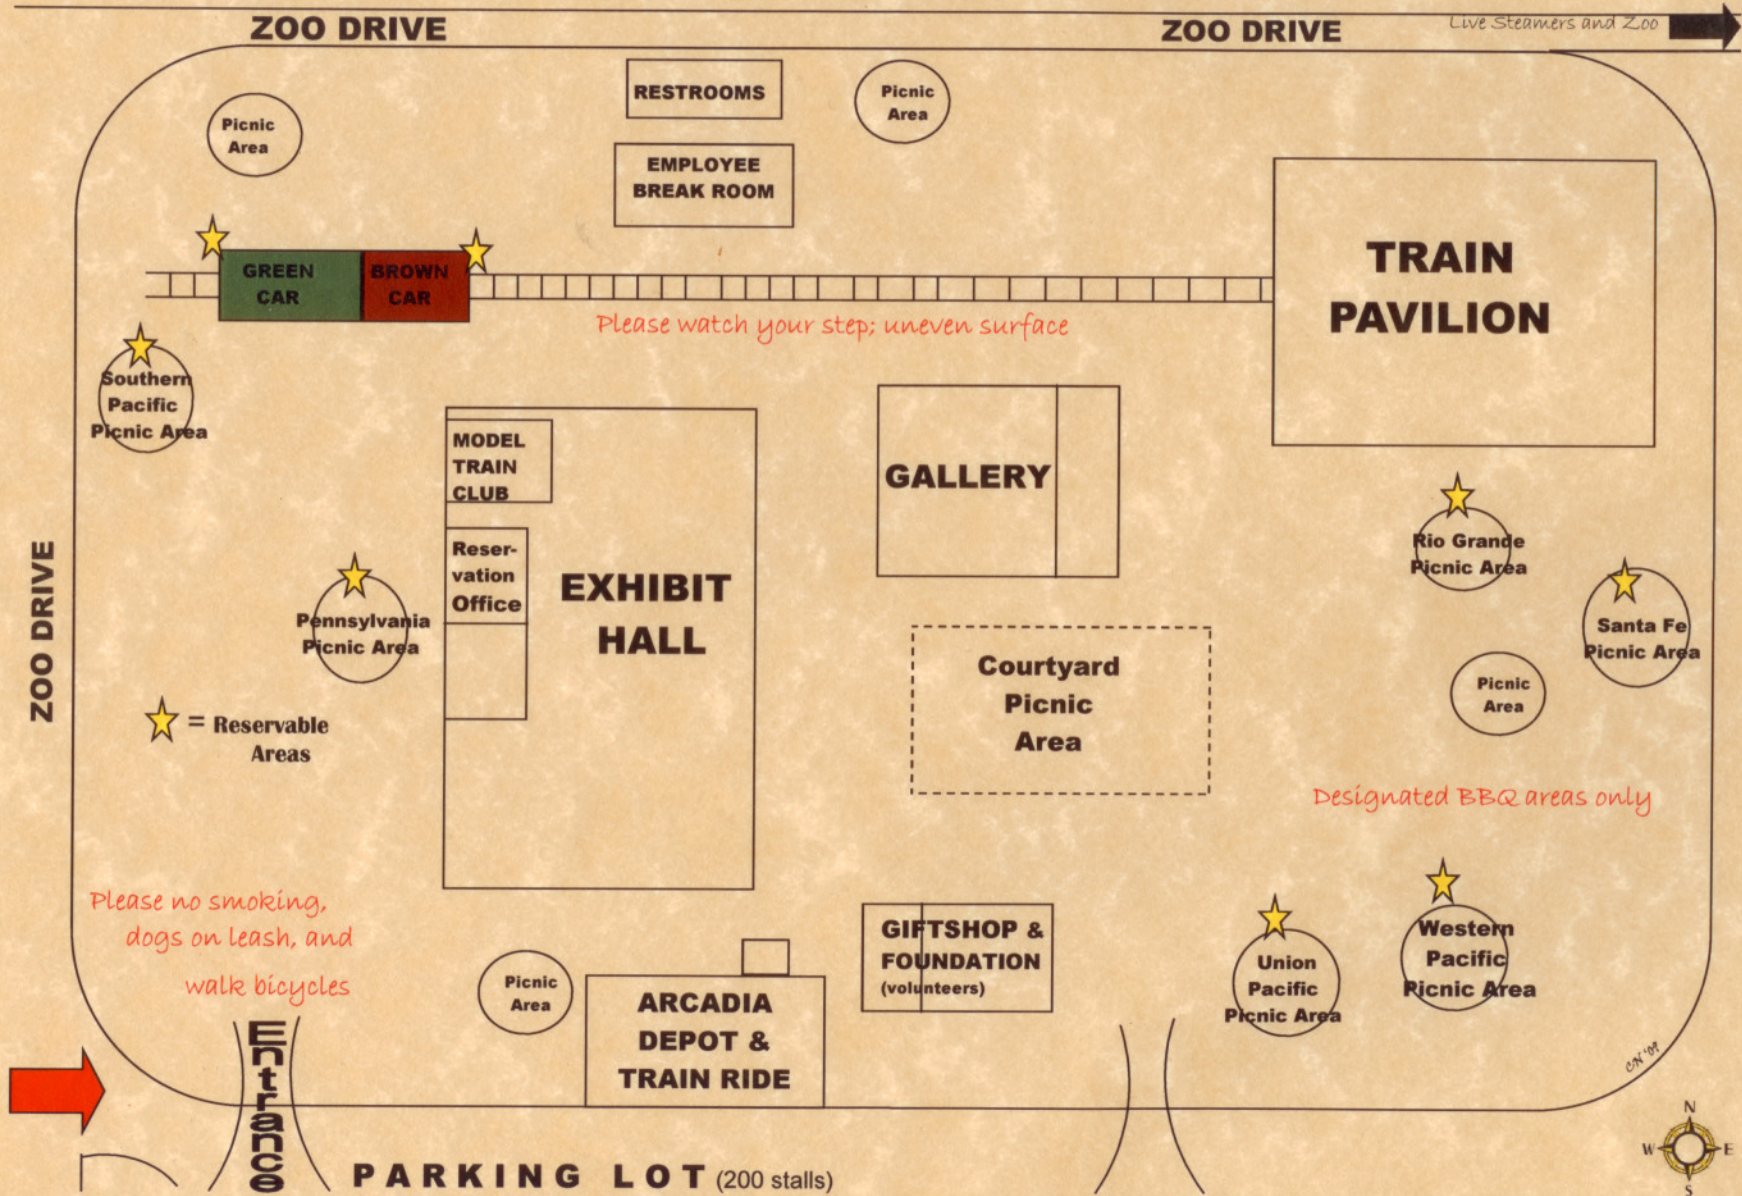 ZOO DRIVE
ZOO DRIVE
Live Steamers and Zoo
Picnic
Area
RESTROOMS
EMPLOYEE
BREAK ROOM
Picnic
Area
GREEN
CAR
BROWN
CAR
TRAIN
PAVILION
Please watch your step; uneven surface
Southern
Pacific
Picnic Area
MODEL
TRAIN
CLUB
Reser-
vation
Office
EXHIBIT
HALL
GALLERY
Rio Grande
Picnic Area
Santa Fe
Picnic Area
Pennsylvania
Picnic Area
ZOO DRIVE
= Reservable
Areas
Courtyard
Picnic
Area
Picnic
Area
Designated BBQ areas only
Please no smoking,
dogs on leash, and
walk bicycles
Picnic
Area
ARCADIA
DEPOT &
TRAIN RIDE
GIFTSHOP &
FOUNDATION
(volunteers)
Union
Pacific
Picnic Area
Western
Pacific
Picnic Area
CN '09
Entrance
PARKING LOT (200 stalls)
N
W E
S